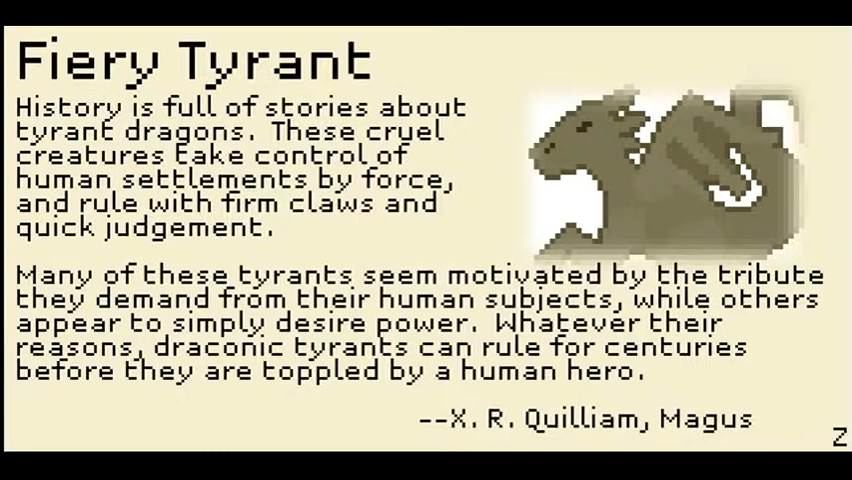 Fiery Tyrant
History is full of stories about
tyrant dragons. These cruel
creatures take control of
human settlements by force,
and rule with firm claws and
quick judgement.
Many of these tyrants seem motivated by the tribute
they demand from their human subjects, while others
appear to simply desire power. Whatever their
reasons, draconic tyrants can rule for centuries
before they are toppled by a human hero.
--X. R. Quilliam, Magus
Z